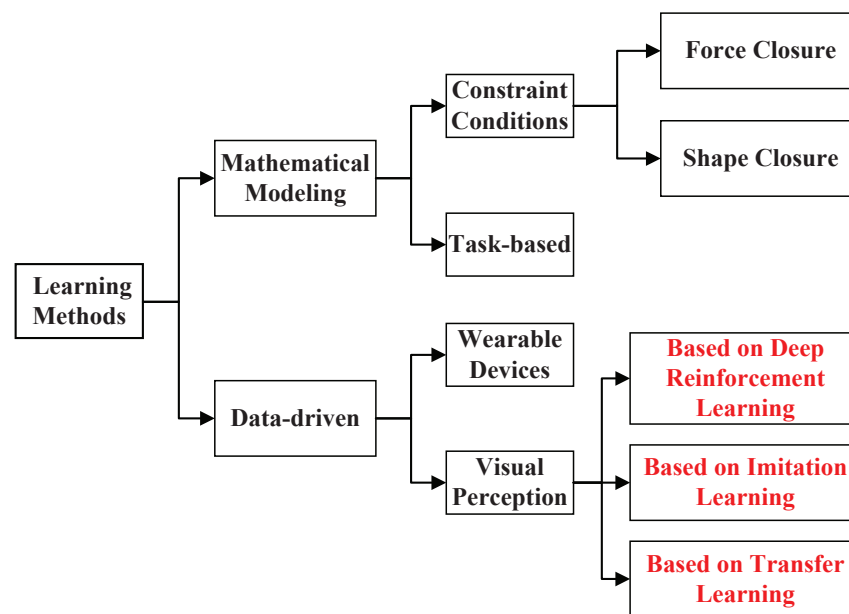 Force Closure
Constraint
Conditions
Shape Closure
Mathematical
Modeling
Task-based
Learning
Methods
Wearable
Devices
Based on Deep
Reinforcement
Learning
Data-driven
Visual
Perception
Based on Imitation
Learning
Based on Transfer
Learning